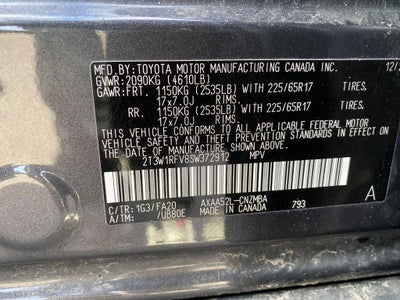 MFD.BY: TOYOTA MOTOR MANUFACTURING CANADA INC. 12/
GVWR: 2090KG (4610LB)
GAWR: FRT. 1150KG (2535LB) WITH 225/65R17 TIRES,
17x7.0J RIMS,
RR. 1150KG (2535LB) WITH 225/65R17 TIRES,
17x7.0J RIMS,
THIS VEHICLE CONFORMS TO ALL APPLICABLE FEDERAL MOTOR
VEHICLE SAFETY AND THEFT PREVENTION STANDARDS IN EFFECT
ON THE DATE OF MANUFACTURE SHOWN ABOVE.
2T3W1RFV8SW372912 MPV
C/TR: 1G3/FA20 AXAA52L-CNZMBA A
A/TM: /UB80E MADE IN CANADA 793